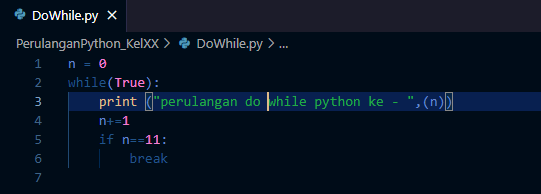 DoWhile.py ×
PerulanganPython_KelXX > DoWhile.py > ...
1 n = 0
2 while(True):
3 print ("perulangan do while python ke - ",(n))
4 n+=1
5 if n==11:
6 break
7